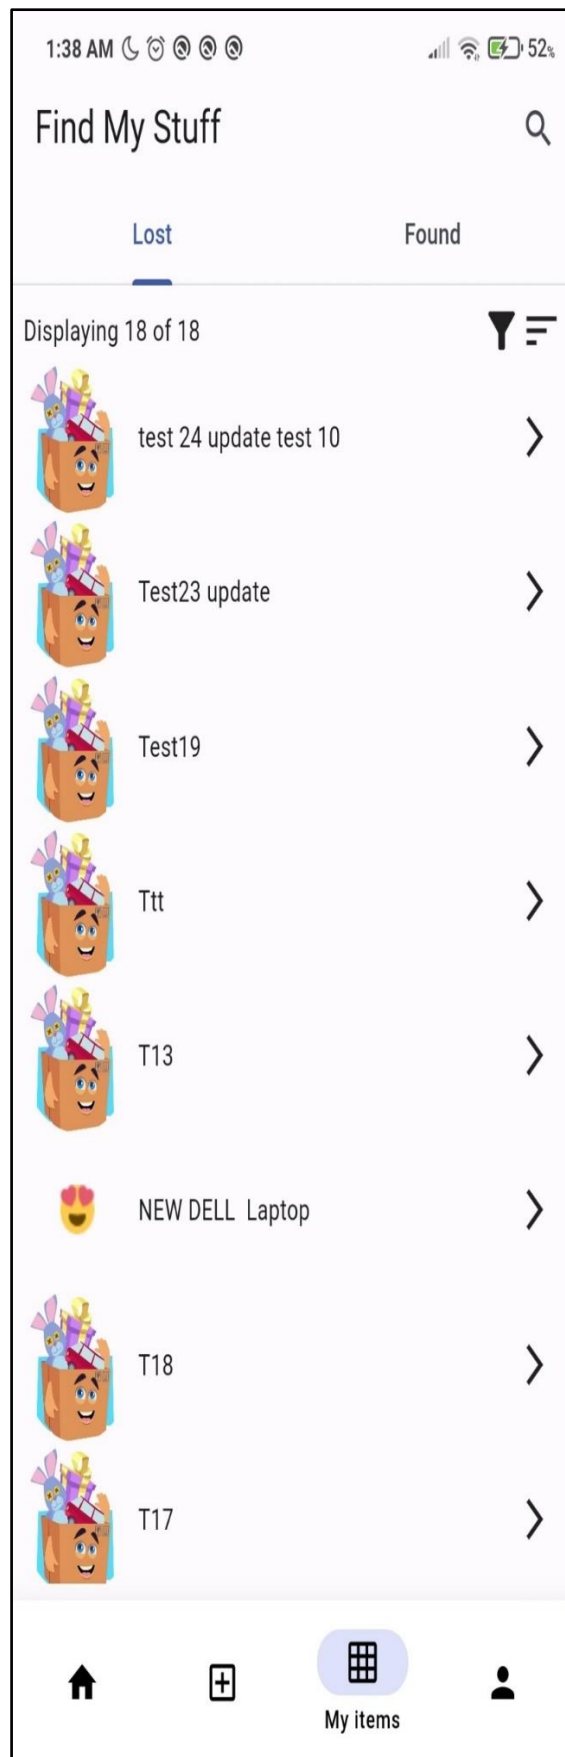 1:38 AM 52%
Find My Stuff
Lost Found
Displaying 18 of 18
test 24 update test 10
Test23 update
Test19
Ttt
T13
NEW DELL  Laptop
T18
T17
My items